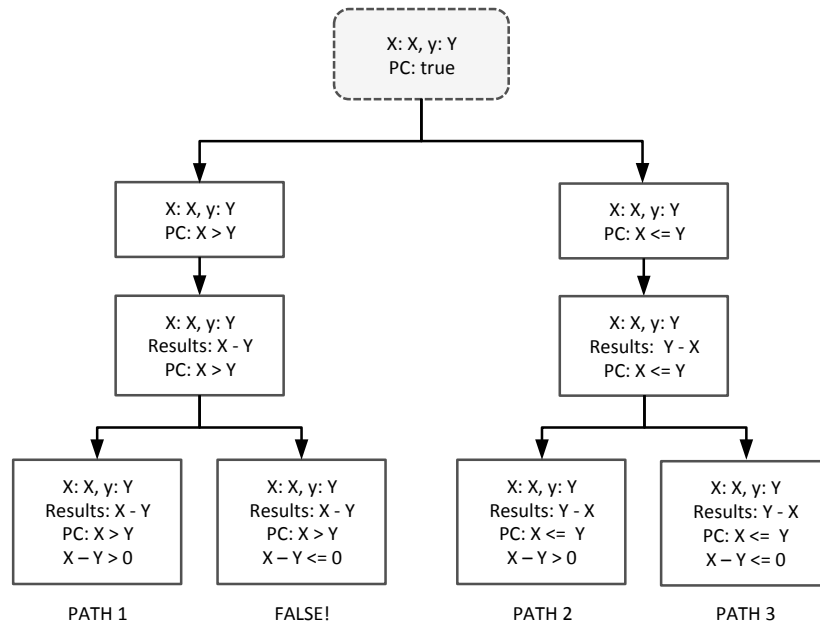 X: X, y: Y
PC: true
X: X, y: Y
PC: X > Y
X: X, y: Y
PC: X <= Y
X: X, y: Y
Results: X - Y
PC: X > Y
X: X, y: Y
Results: Y - X
PC: X <= Y
X: X, y: Y
Results: X - Y
PC: X > Y
X – Y > 0
X: X, y: Y
Results: X - Y
PC: X > Y
X – Y <= 0
X: X, y: Y
Results: Y - X
PC: X <= Y
X – Y > 0
X: X, y: Y
Results: Y - X
PC: X <= Y
X – Y <= 0
PATH 1
FALSE!
PATH 2
PATH 3